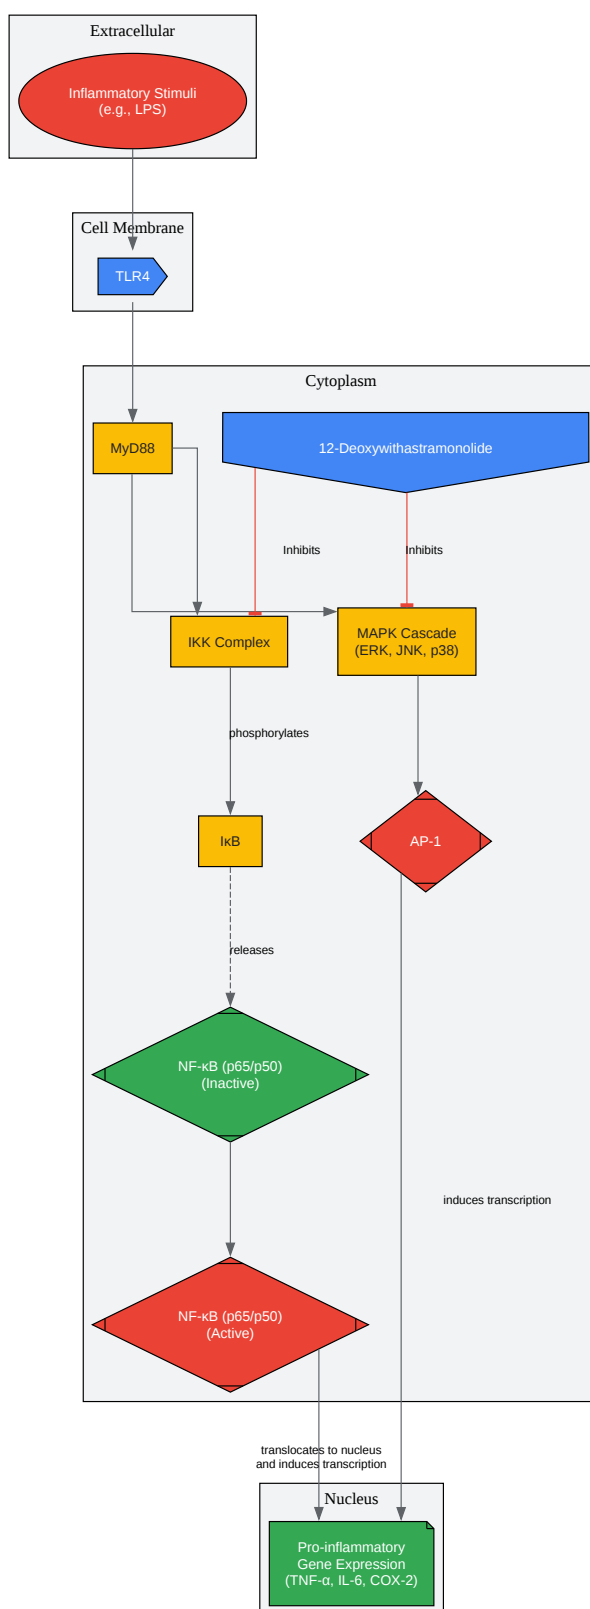 Extracellular
Inflammatory Stimuli
(e.g., LPS)
Cell Membrane
TLR4
Cytoplasm
MyD88
12-Deoxywithastramonolide
Inhibits
Inhibits
IKK Complex
MAPK Cascade
(ERK, JNK, p38)
phosphorylates
IκB
AP-1
releases
NF-κB (p65/p50)
(Inactive)
induces transcription
NF-κB (p65/p50)
(Active)
translocates to nucleus
and induces transcription
Nucleus
Pro-inflammatory
Gene Expression
(TNF-α, IL-6, COX-2)